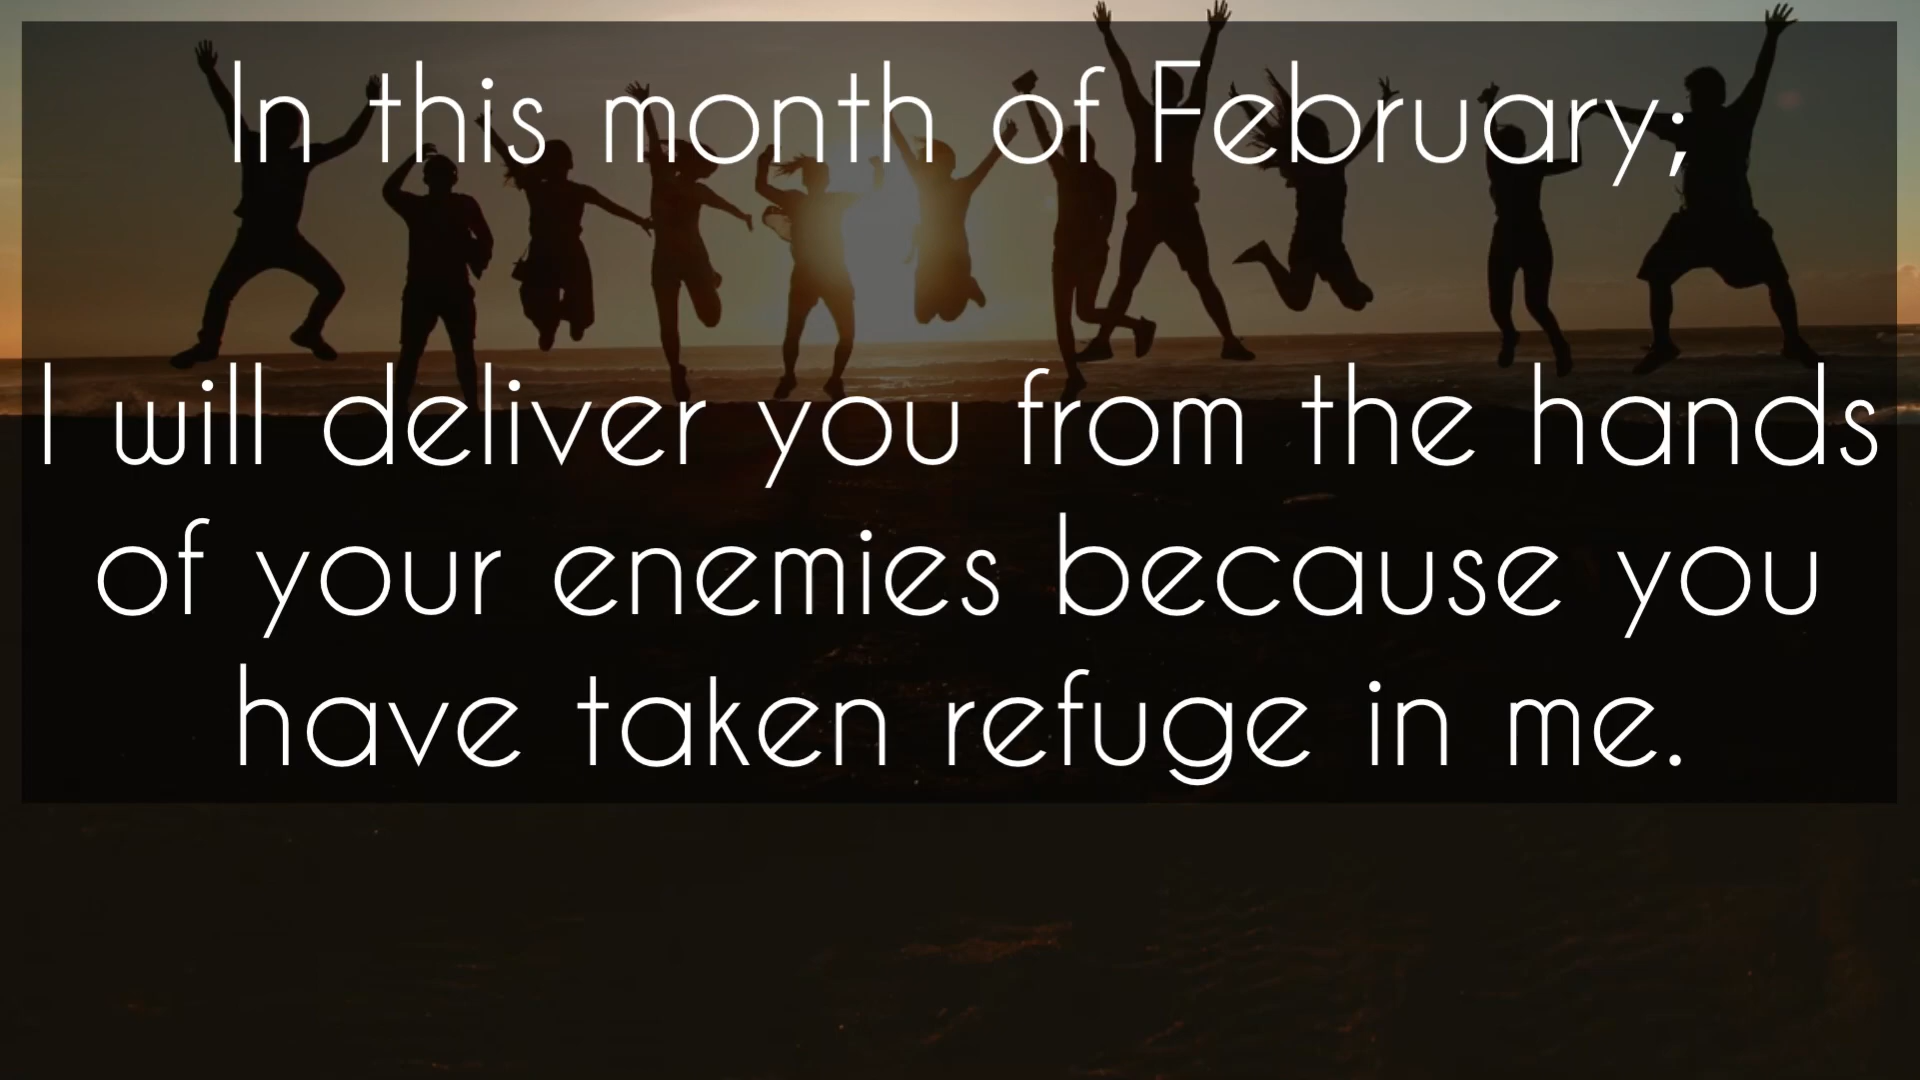 In this month of February;
I will deliver you from the hands
of your enemies because you
have taken refuge in me.